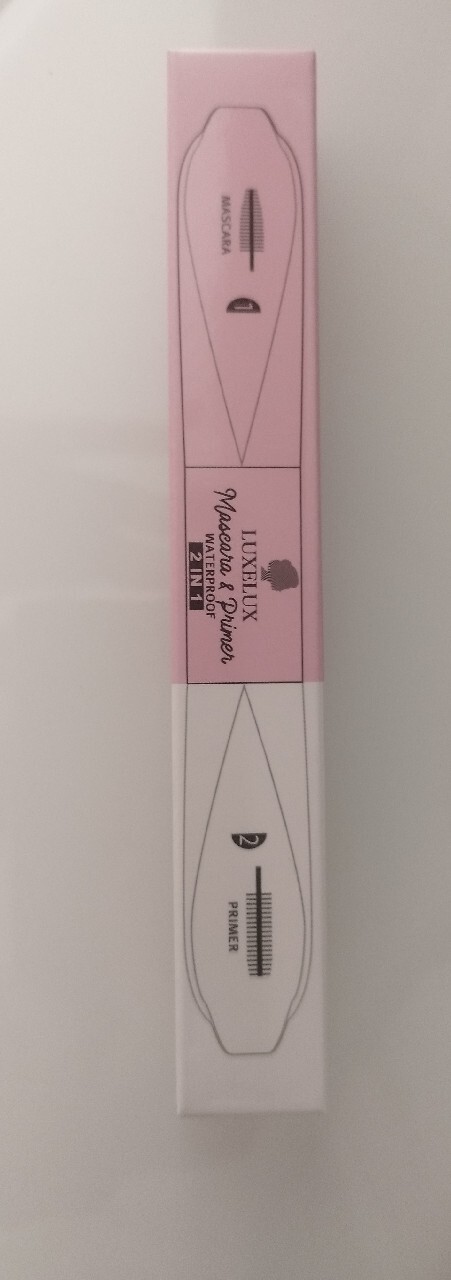 MASCARA
1
LUXELUX
Mascara & Primer
WATERPROOF
2 IN 1
2
PRIMER